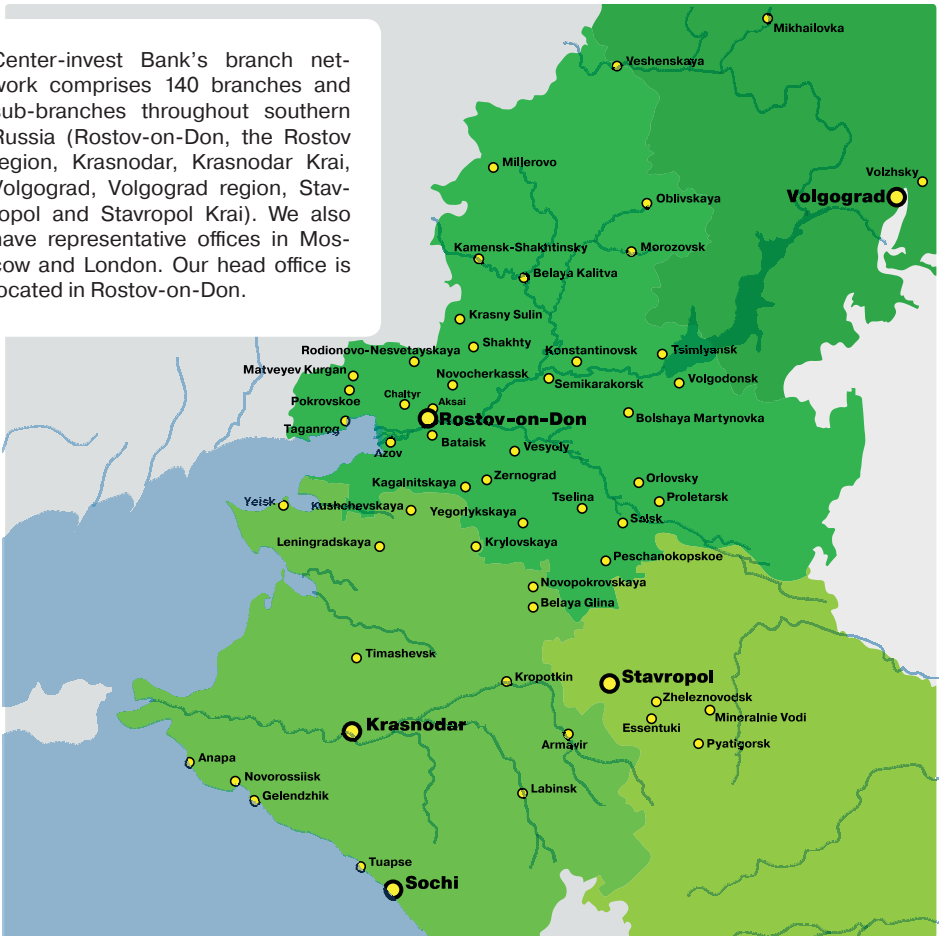 Center-invest Bank's branch net-
work comprises 140 branches and
sub-branches throughout southern
Russia (Rostov-on-Don, the Rostov
region, Krasnodar, Krasnodar Krai,
Volgograd, Volgograd region, Stav-
ropol and Stavropol Krai). We also
have representative offices in Mos-
cow and London. Our head office is
located in Rostov-on-Don.
Mikhailovka
Veshenskaya
Millerovo
Volzhsky
Volgograd
Oblivskaya
Kamensk-Shakhtinsky
Morozovsk
Belaya Kalitva
Krasny Sulin
Shakhty
Rodionovo-Nesvetayskaya
Konstantinovsk
Tsimlyansk
Matveyev Kurgan
Novocherkassk
Semikarakorsk
Volgodonsk
Pokrovskoe
Chaltyr
Aksai
Rostov-on-Don
Bolshaya Martynovka
Taganrog
Bataisk
Azov
Vesyoly
Kagalnitskaya
Zernograd
Orlovsky
Yeisk
Kushchevskaya
Yegorlykskaya
Tselina
Proletarsk
Salsk
Leningradskaya
Krylovskaya
Peschanokopskoe
Novopokrovskaya
Belaya Glina
Timashevsk
Kropotkin
Stavropol
Zheleznovodsk
Mineralnie Vodi
Essentuki
Krasnodar
Armavir
Pyatigorsk
Anapa
Novorossiisk
Labinsk
Gelendzhik
Tuapse
Sochi